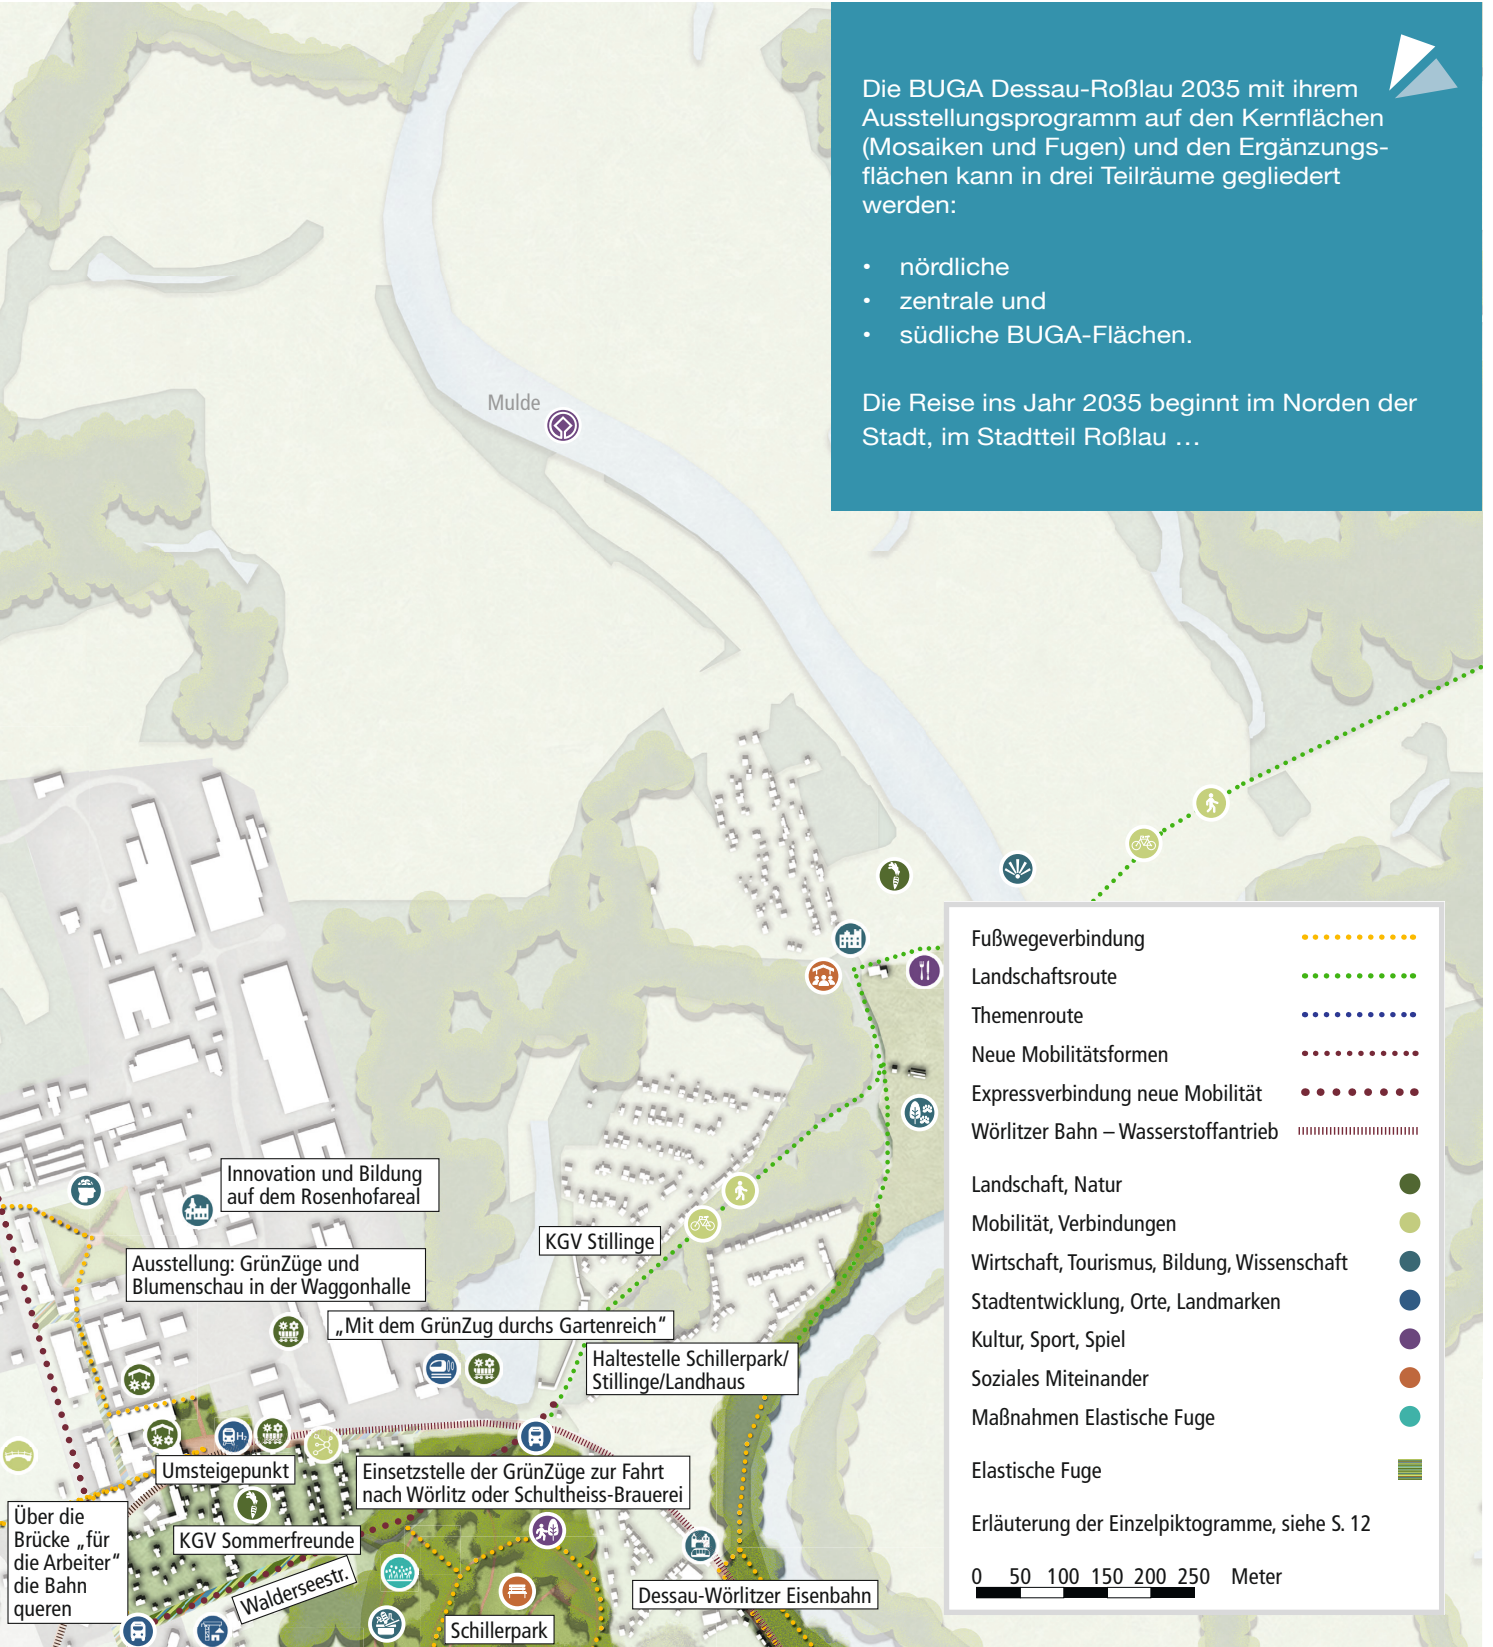 Die BUGA Dessau-Roßlau 2035 mit ihrem
Ausstellungsprogramm auf den Kernflächen
(Mosaiken und Fugen) und den Ergänzungs-
flächen kann in drei Teilräume gegliedert
werden:
• nördliche
• zentrale und
• südliche BUGA-Flächen.
Die Reise ins Jahr 2035 beginnt im Norden der
Stadt, im Stadtteil Roßlau …
Mulde
Fußwegeverbindung
Landschaftsroute
Themenroute
Neue Mobilitätsformen
Expressverbindung neue Mobilität
Wörlitzer Bahn – Wasserstoffantrieb
Landschaft, Natur
Mobilität, Verbindungen
Wirtschaft, Tourismus, Bildung, Wissenschaft
Stadtentwicklung, Orte, Landmarken
Kultur, Sport, Spiel
Soziales Miteinander
Maßnahmen Elastische Fuge
Elastische Fuge
Erläuterung der Einzelpiktogramme, siehe S. 12
0 50 100 150 200 250 Meter
Innovation und Bildung
auf dem Rosenhofareal
KGV Stillinge
Ausstellung: GrünZüge und
Blumenschau in der Waggonhalle
„Mit dem GrünZug durchs Gartenreich“
Haltestelle Schillerpark/
Stillinge/Landhaus
H2
Umsteigepunkt
Einsetzstelle der GrünZüge zur Fahrt
nach Wörlitz oder Schultheiss-Brauerei
Über die
Brücke „für
die Arbeiter“
die Bahn
queren
KGV Sommerfreunde
Walderseestr.
Dessau-Wörlitzer Eisenbahn
Schillerpark